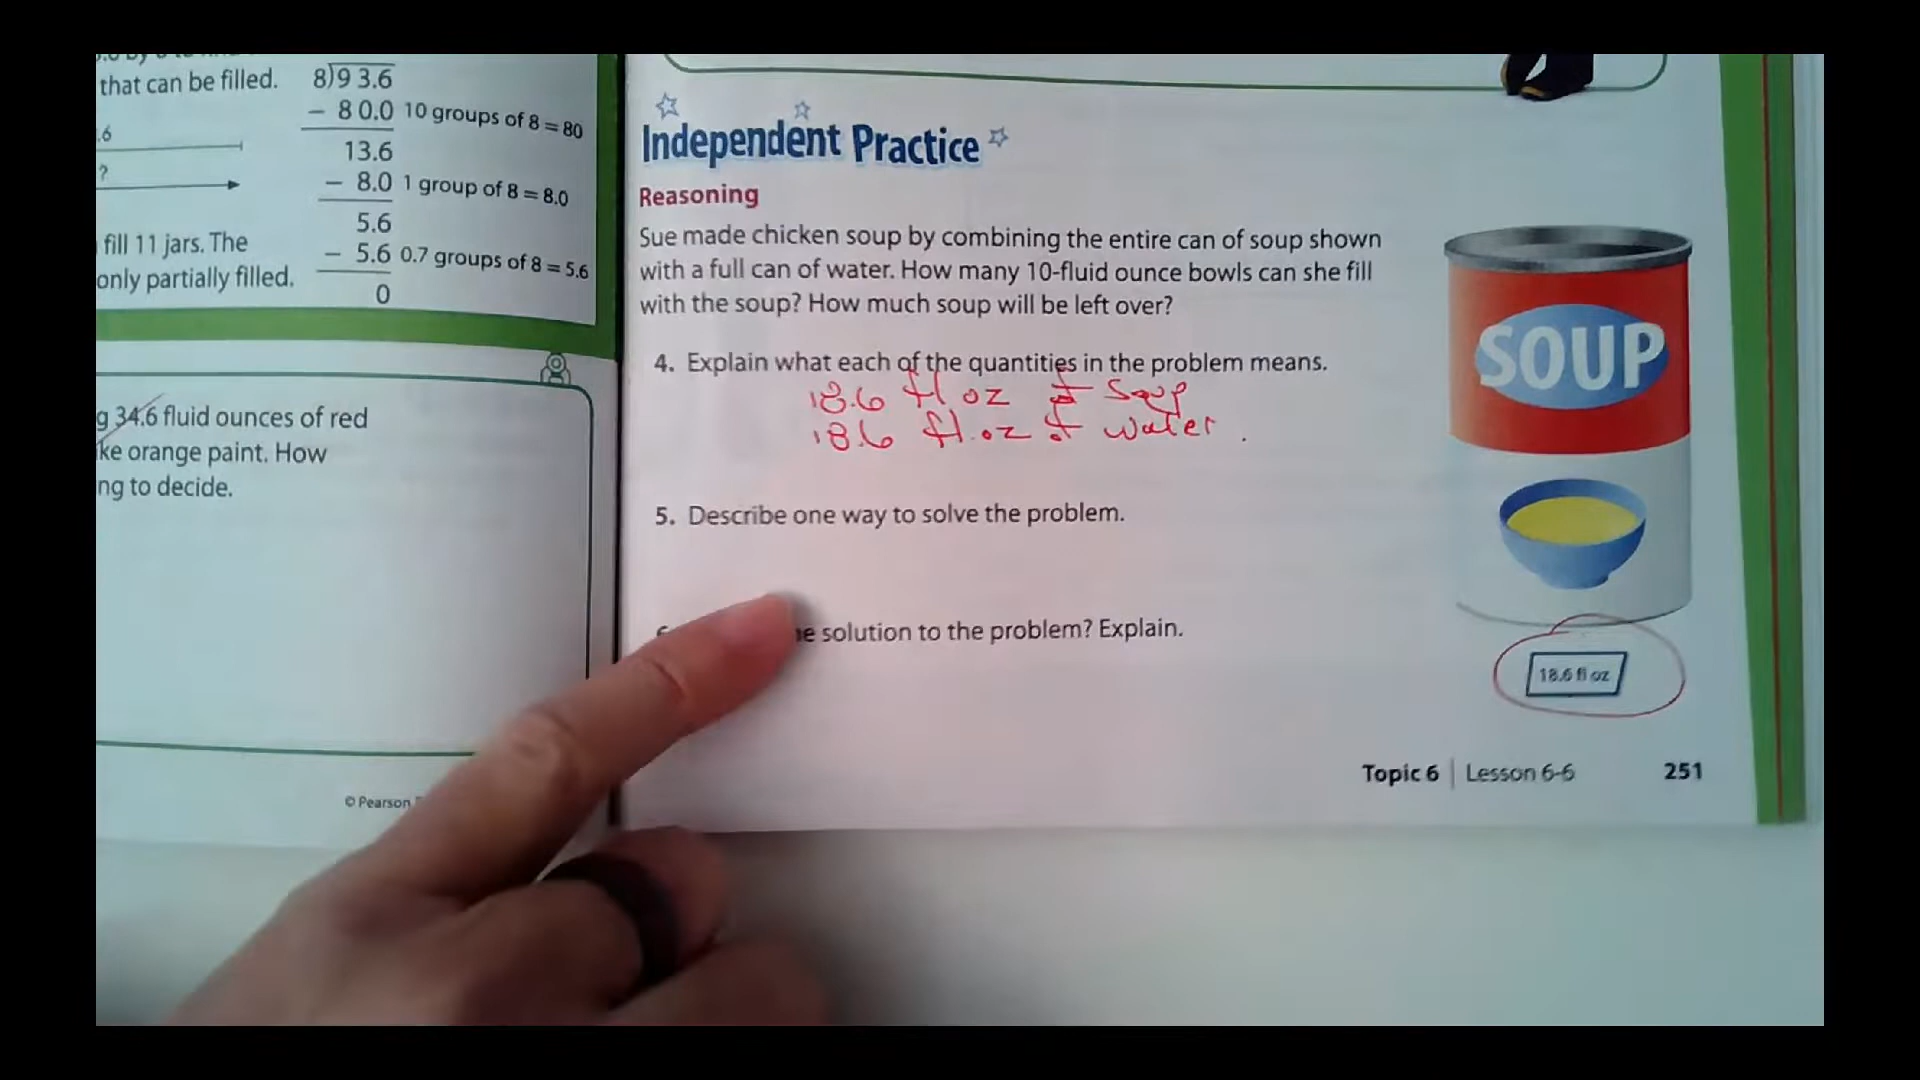 that can be filled.
8)9 3.6
− 8 0.0 10 groups of 8 = 80
.6
13.6
?
− 8.0 1 group of 8 = 8.0
5.6
fill 11 jars. The
− 5.6 0.7 groups of 8 = 5.6
only partially filled.
0
g 34.6 fluid ounces of red
ke orange paint. How
ng to decide.
© Pearson
Independent Practice
Reasoning
Sue made chicken soup by combining the entire can of soup shown
with a full can of water. How many 10-fluid ounce bowls can she fill
with the soup? How much soup will be left over?
4. Explain what each of the quantities in the problem means.
18.6 fl oz of Soup
18.6 fl.oz of water.
5. Describe one way to solve the problem.
solution to the problem? Explain.
SOUP
18.6 fl oz
Topic 6 | Lesson 6-6 251